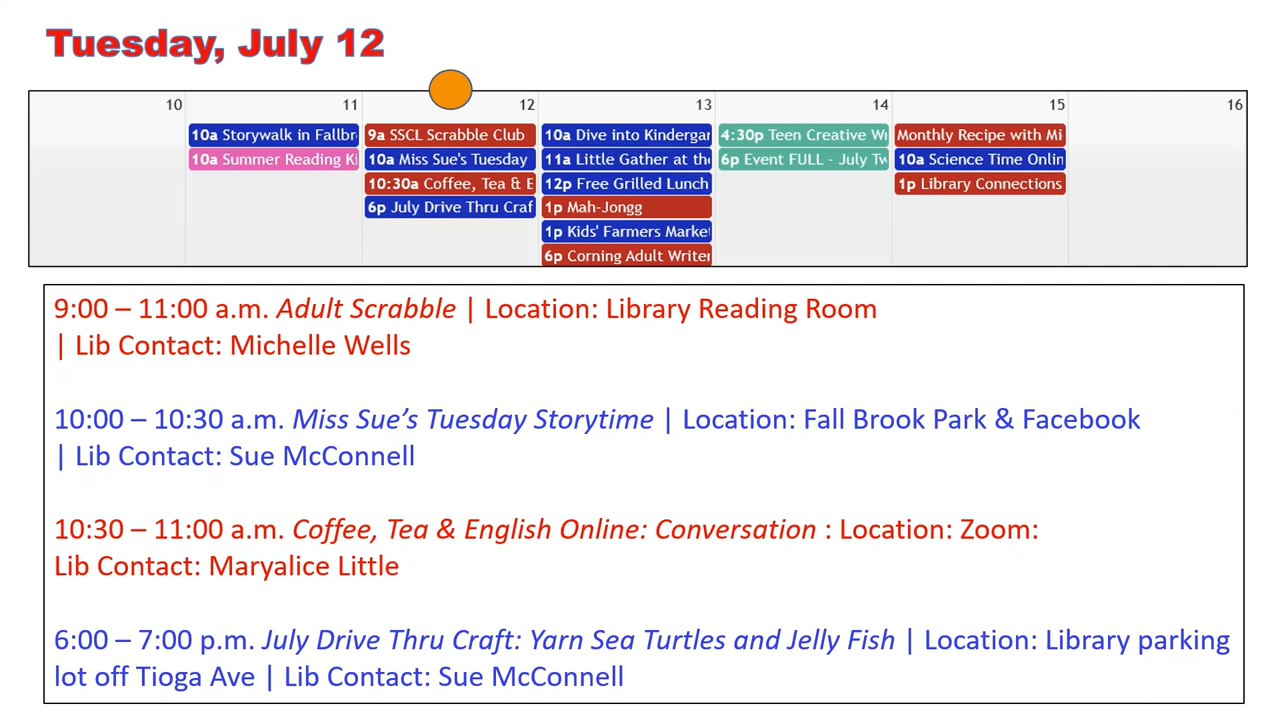 Tuesday, July 12
10 11 12 13 14 15 16
10a Storywalk in Fallbr
10a Summer Reading Ki
9a SSCL Scrabble Club
10a Miss Sue's Tuesday
10:30a Coffee, Tea & E
6p July Drive Thru Craf
10a Dive into Kindergar
11a Little Gather at the
12p Free Grilled Lunch
1p Mah-Jongg
1p Kids' Farmers Marke
6p Corning Adult Writer
4:30p Teen Creative Wr
6p Event FULL - July Tw
Monthly Recipe with Mi
10a Science Time Onlin
1p Library Connections
9:00 – 11:00 a.m. Adult Scrabble | Location: Library Reading Room
| Lib Contact: Michelle Wells
10:00 – 10:30 a.m. Miss Sue’s Tuesday Storytime | Location: Fall Brook Park & Facebook
| Lib Contact: Sue McConnell
10:30 – 11:00 a.m. Coffee, Tea & English Online: Conversation : Location: Zoom:
Lib Contact: Maryalice Little
6:00 – 7:00 p.m. July Drive Thru Craft: Yarn Sea Turtles and Jelly Fish | Location: Library parking
lot off Tioga Ave | Lib Contact: Sue McConnell